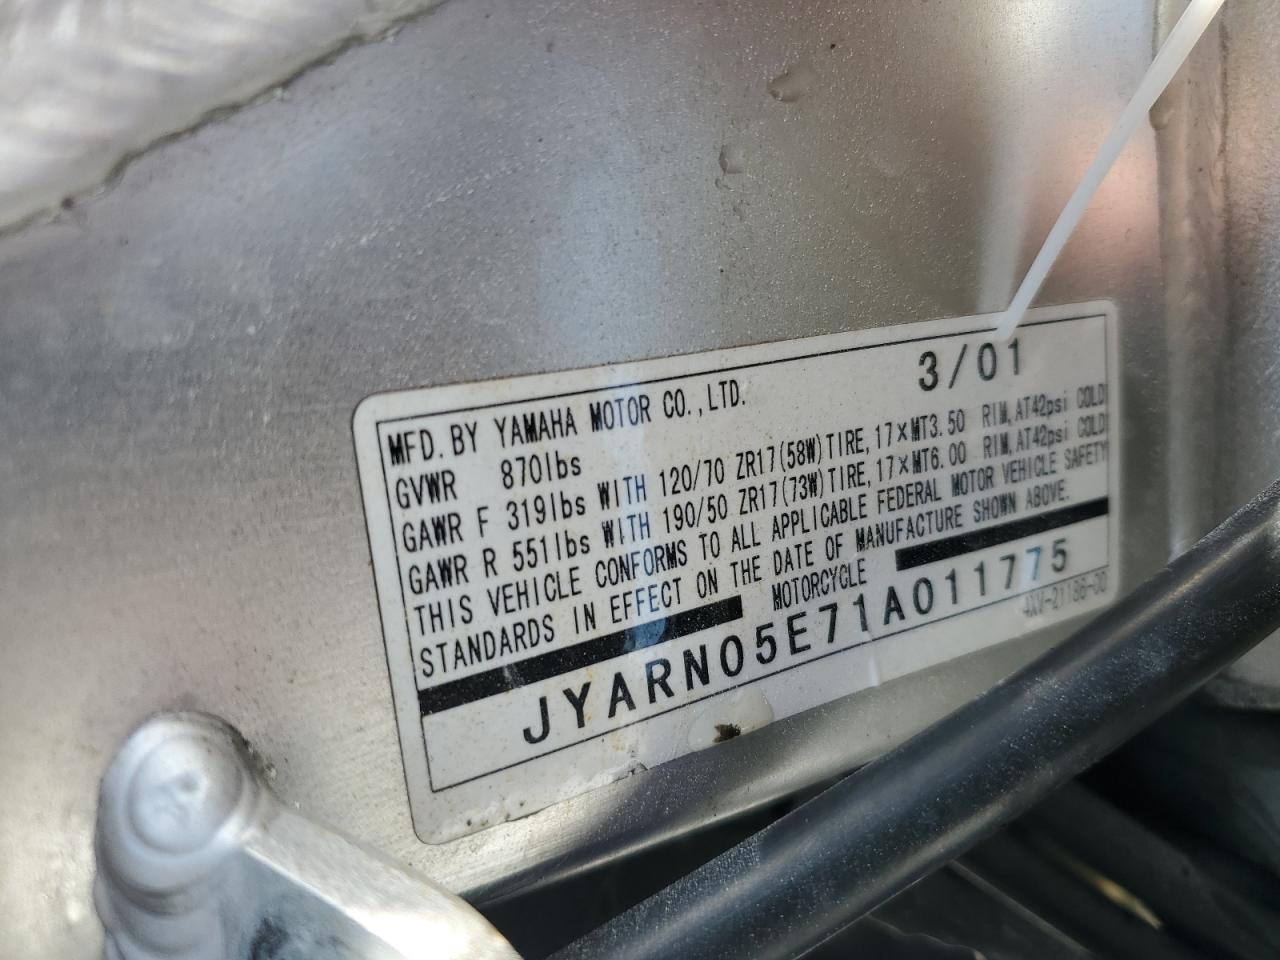 MFD. BY YAMAHA MOTOR CO., LTD. 3/01
GVWR 870lbs
GAWR F 319lbs WITH 120/70 ZR17(58W)TIRE, 17×MT3.50 RIM, AT42psi COLD
GAWR R 551lbs WITH 190/50 ZR17(73W)TIRE, 17×MT6.00 RIM, AT42psi COLD
THIS VEHICLE CONFORMS TO ALL APPLICABLE FEDERAL MOTOR VEHICLE SAFETY
STANDARDS IN EFFECT ON THE DATE OF MANUFACTURE SHOWN ABOVE.
MOTORCYCLE
JYARN05E71A011775
4XV-21186-00